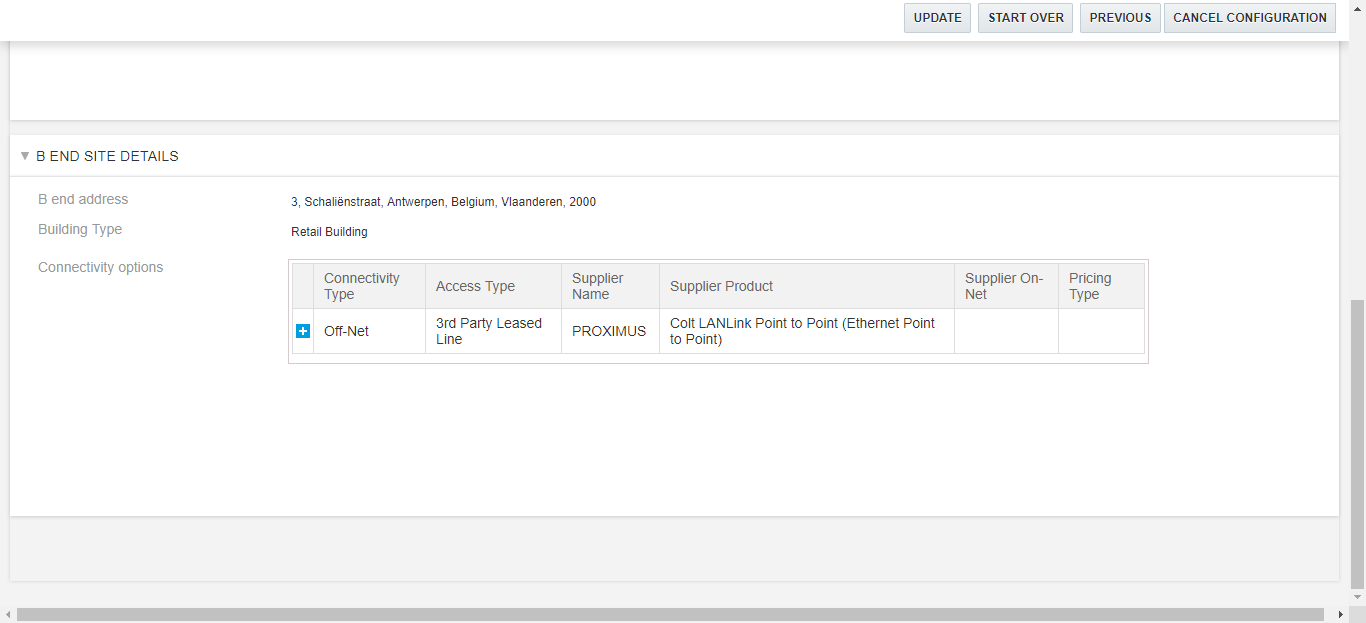 UPDATE START OVER PREVIOUS CANCEL CONFIGURATION
B END SITE DETAILS
B end address 3, Schaliënstraat, Antwerpen, Belgium, Vlaanderen, 2000
Building Type Retail Building
Connectivity options
Connectivity Type Access Type Supplier Name Supplier Product Supplier On-Net Pricing Type
Off-Net 3rd Party Leased Line PROXIMUS Colt LANLink Point to Point (Ethernet Point to Point)